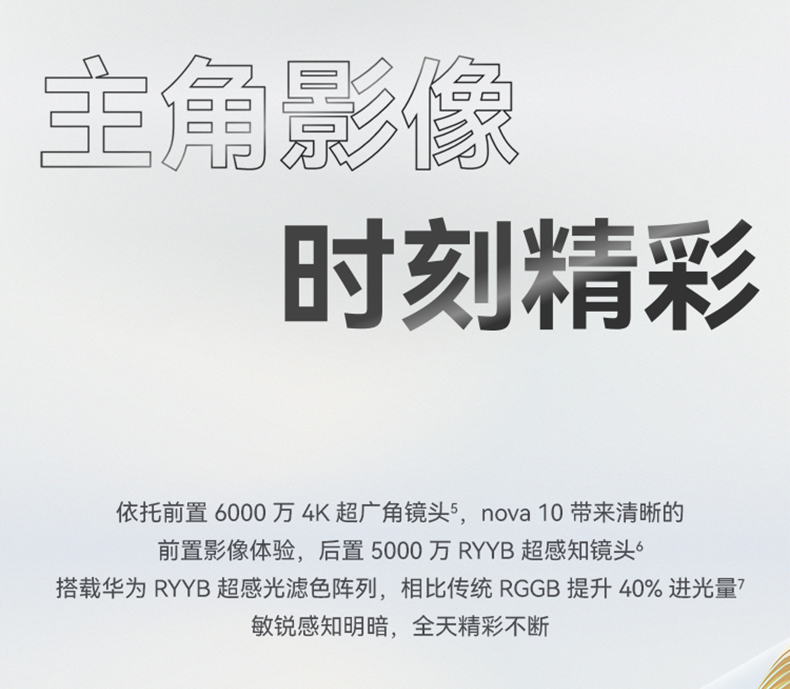 主角影像
时刻精彩
依托前置 6000 万 4K 超广角镜头⁵，nova 10 带来清晰的
前置影像体验，后置 5000 万 RYYB 超感知镜头⁶
搭载华为 RYYB 超感光滤色阵列，相比传统 RGGB 提升 40% 进光量⁷
敏锐感知明暗，全天精彩不断